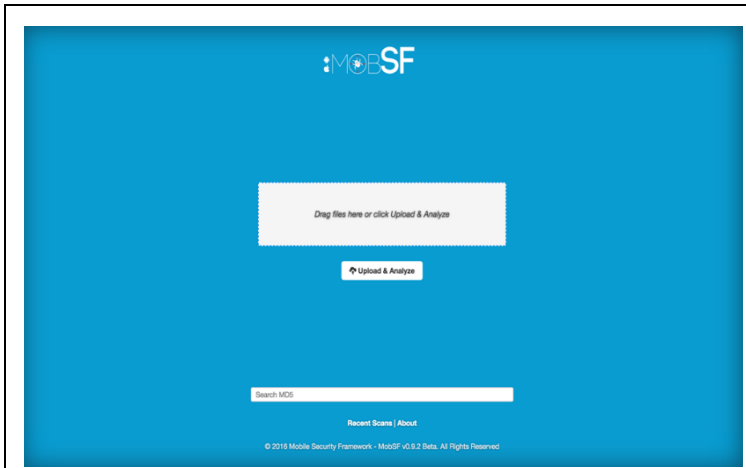 MOBSF
Drag files here or click Upload & Analyze
Upload & Analyze
Search MD5
Recent Scans | About
© 2016 Mobile Security Framework - MobSF v0.9.2 Beta. All Rights Reserved